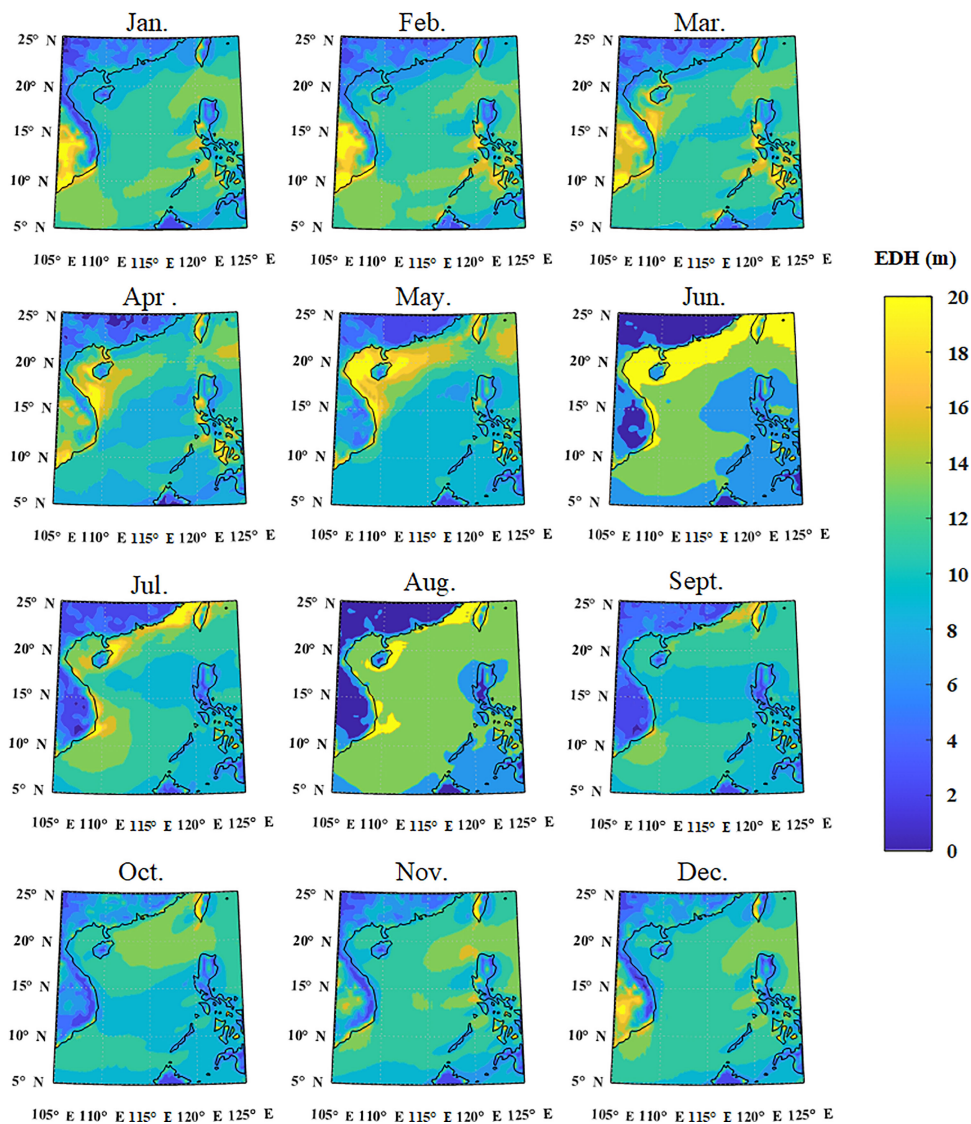 Jan. Feb. Mar.
25° N 25° N 25° N
20° N 20° N 20° N
15° N 15° N 15° N
10° N 10° N 10° N
5° N 5° N 5° N
105° E 110° E 115° E 120° E 125° E 105° E 110° E 115° E 120° E 125° E 105° E 110° E 115° E 120° E 125° E
EDH (m)
Apr . May. Jun.
25° N 25° N 25° N
20° N 20° N 20° N
15° N 15° N 15° N
10° N 10° N 10° N
5° N 5° N 5° N
105° E 110° E 115° E 120° E 125° E 105° E 110° E 115° E 120° E 125° E 105° E 110° E 115° E 120° E 125° E
Jul. Aug. Sept.
25° N 25° N 25° N
20° N 20° N 20° N
15° N 15° N 15° N
10° N 10° N 10° N
5° N 5° N 5° N
105° E 110° E 115° E 120° E 125° E 105° E 110° E 115° E 120° E 125° E 105° E 110° E 115° E 120° E 125° E
Oct. Nov. Dec.
25° N 25° N 25° N
20° N 20° N 20° N
15° N 15° N 15° N
10° N 10° N 10° N
5° N 5° N 5° N
105° E 110° E 115° E 120° E 125° E 105° E 110° E 115° E 120° E 125° E 105° E 110° E 115° E 120° E 125° E
20
18
16
14
12
10
8
6
4
2
0